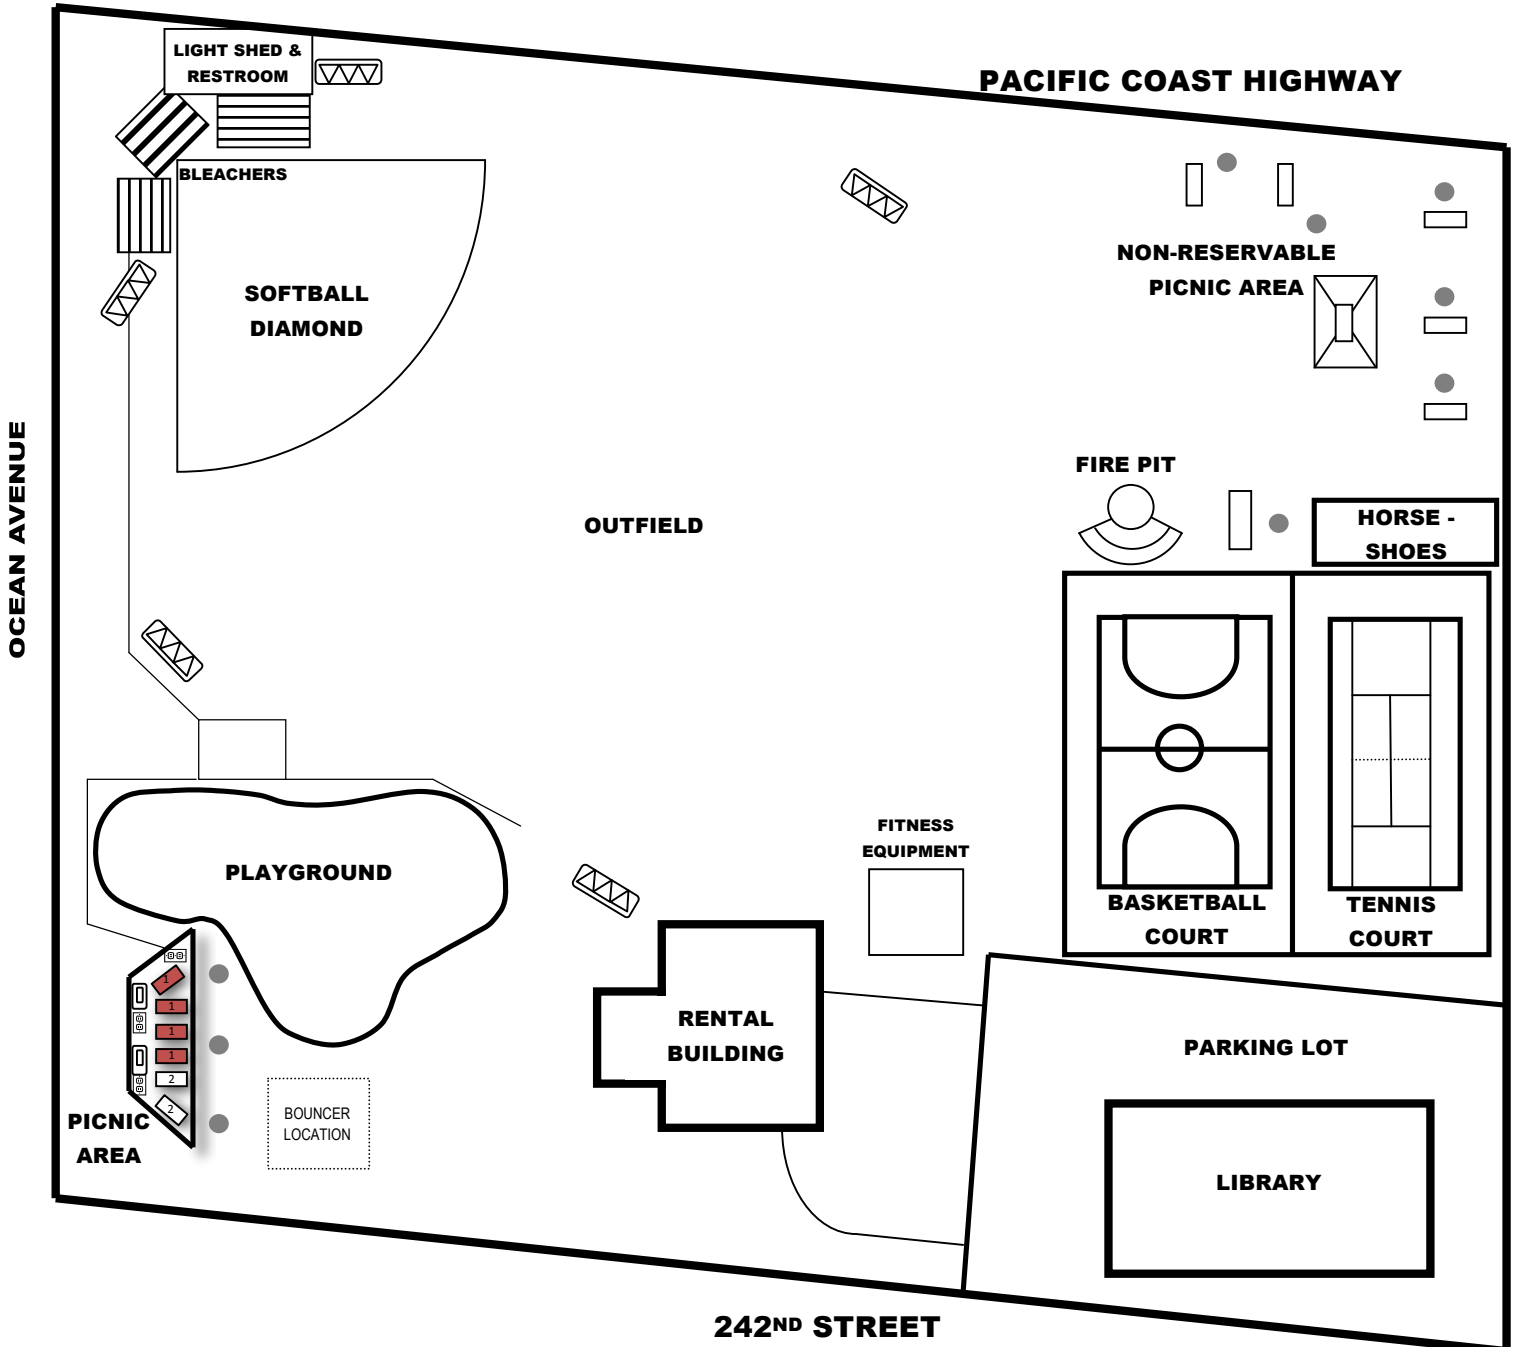 PACIFIC COAST HIGHWAY
LIGHT SHED &
RESTROOM
BLEACHERS
SOFTBALL
DIAMOND
NON-RESERVABLE
PICNIC AREA
OCEAN AVENUE
OUTFIELD
FIRE PIT
HORSE -
SHOES
FITNESS
EQUIPMENT
PLAYGROUND
BASKETBALL
COURT
TENNIS
COURT
1
1
1
1
2
2
PICNIC
AREA
BOUNCER
LOCATION
RENTAL
BUILDING
PARKING LOT
LIBRARY
242ND STREET